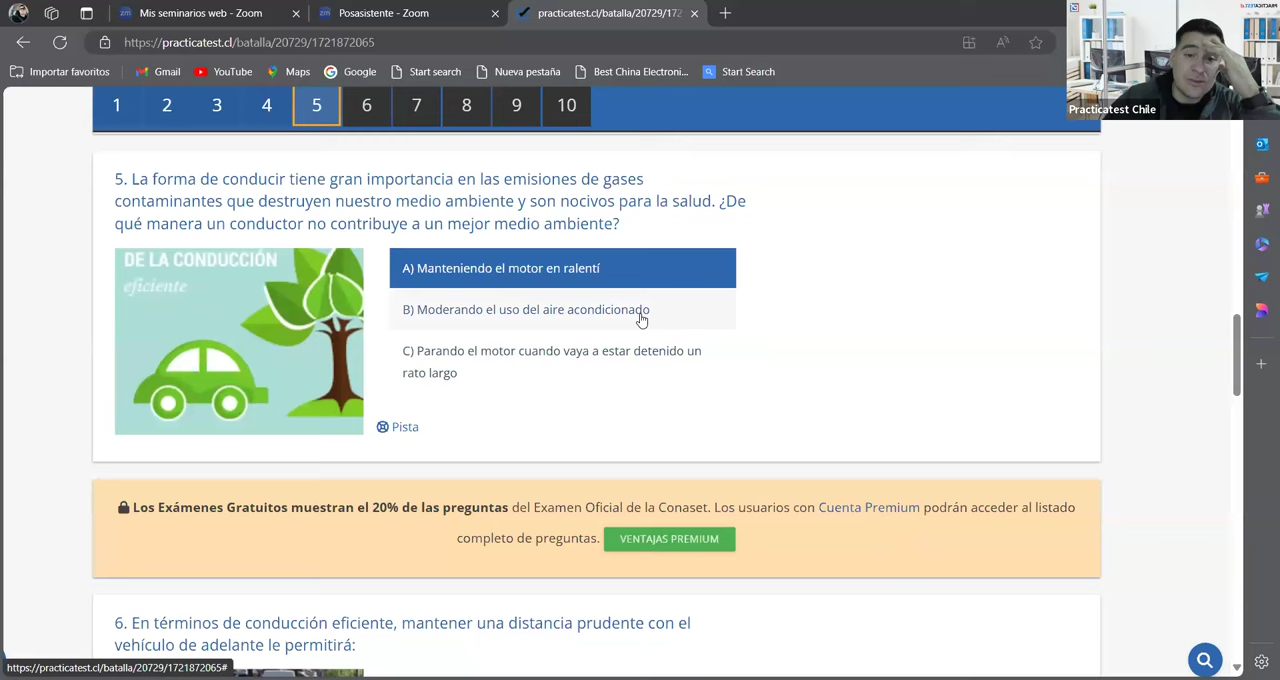 Mis seminarios web - Zoom
Posasistente - Zoom
practicatest.cl/batalla/20729/172
https://practicatest.cl/batalla/20729/1721872065
Importar favoritos
Gmail
YouTube
Maps
Google
Start search
Nueva pestaña
Best China Electroni...
Start Search
Practicatest Chile
1 2 3 4 5 6 7 8 9 10
5. La forma de conducir tiene gran importancia en las emisiones de gases
contaminantes que destruyen nuestro medio ambiente y son nocivos para la salud. ¿De
qué manera un conductor no contribuye a un mejor medio ambiente?
DE LA CONDUCCIÓN
eficiente
A) Manteniendo el motor en ralentí
B) Moderando el uso del aire acondicionado
C) Parando el motor cuando vaya a estar detenido un
rato largo
Pista
Los Exámenes Gratuitos muestran el 20% de las preguntas del Examen Oficial de la Conaset. Los usuarios con Cuenta Premium podrán acceder al listado
completo de preguntas. VENTAJAS PREMIUM
6. En términos de conducción eficiente, mantener una distancia prudente con el
vehículo de adelante le permitirá:
https://practicatest.cl/batalla/20729/1721872065#